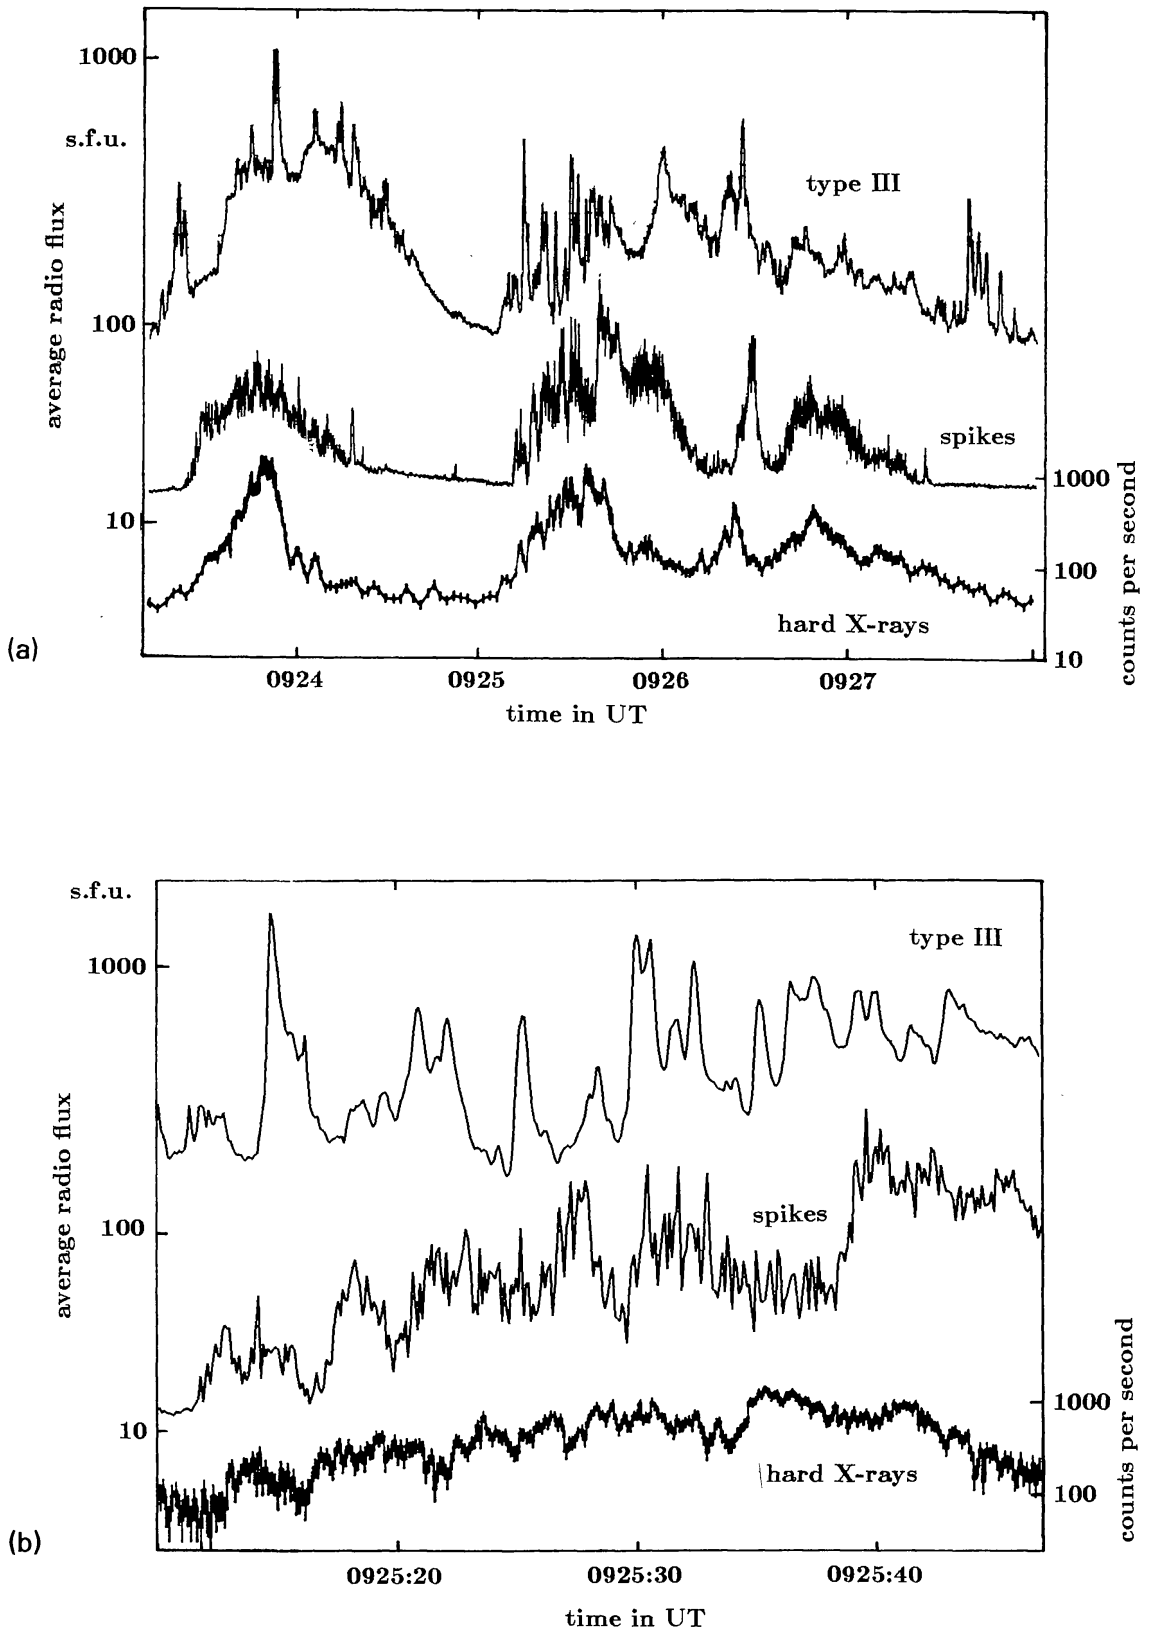 1000
s.f.u.
type III
average radio flux
100
spikes
1000
10
100
counts per second
hard X-rays
(a)
10
0924 0925 0926 0927
time in UT
s.f.u.
type III
1000
average radio flux
100
spikes
1000
10
hard X-rays
100
counts per second
(b)
0925:20 0925:30 0925:40
time in UT